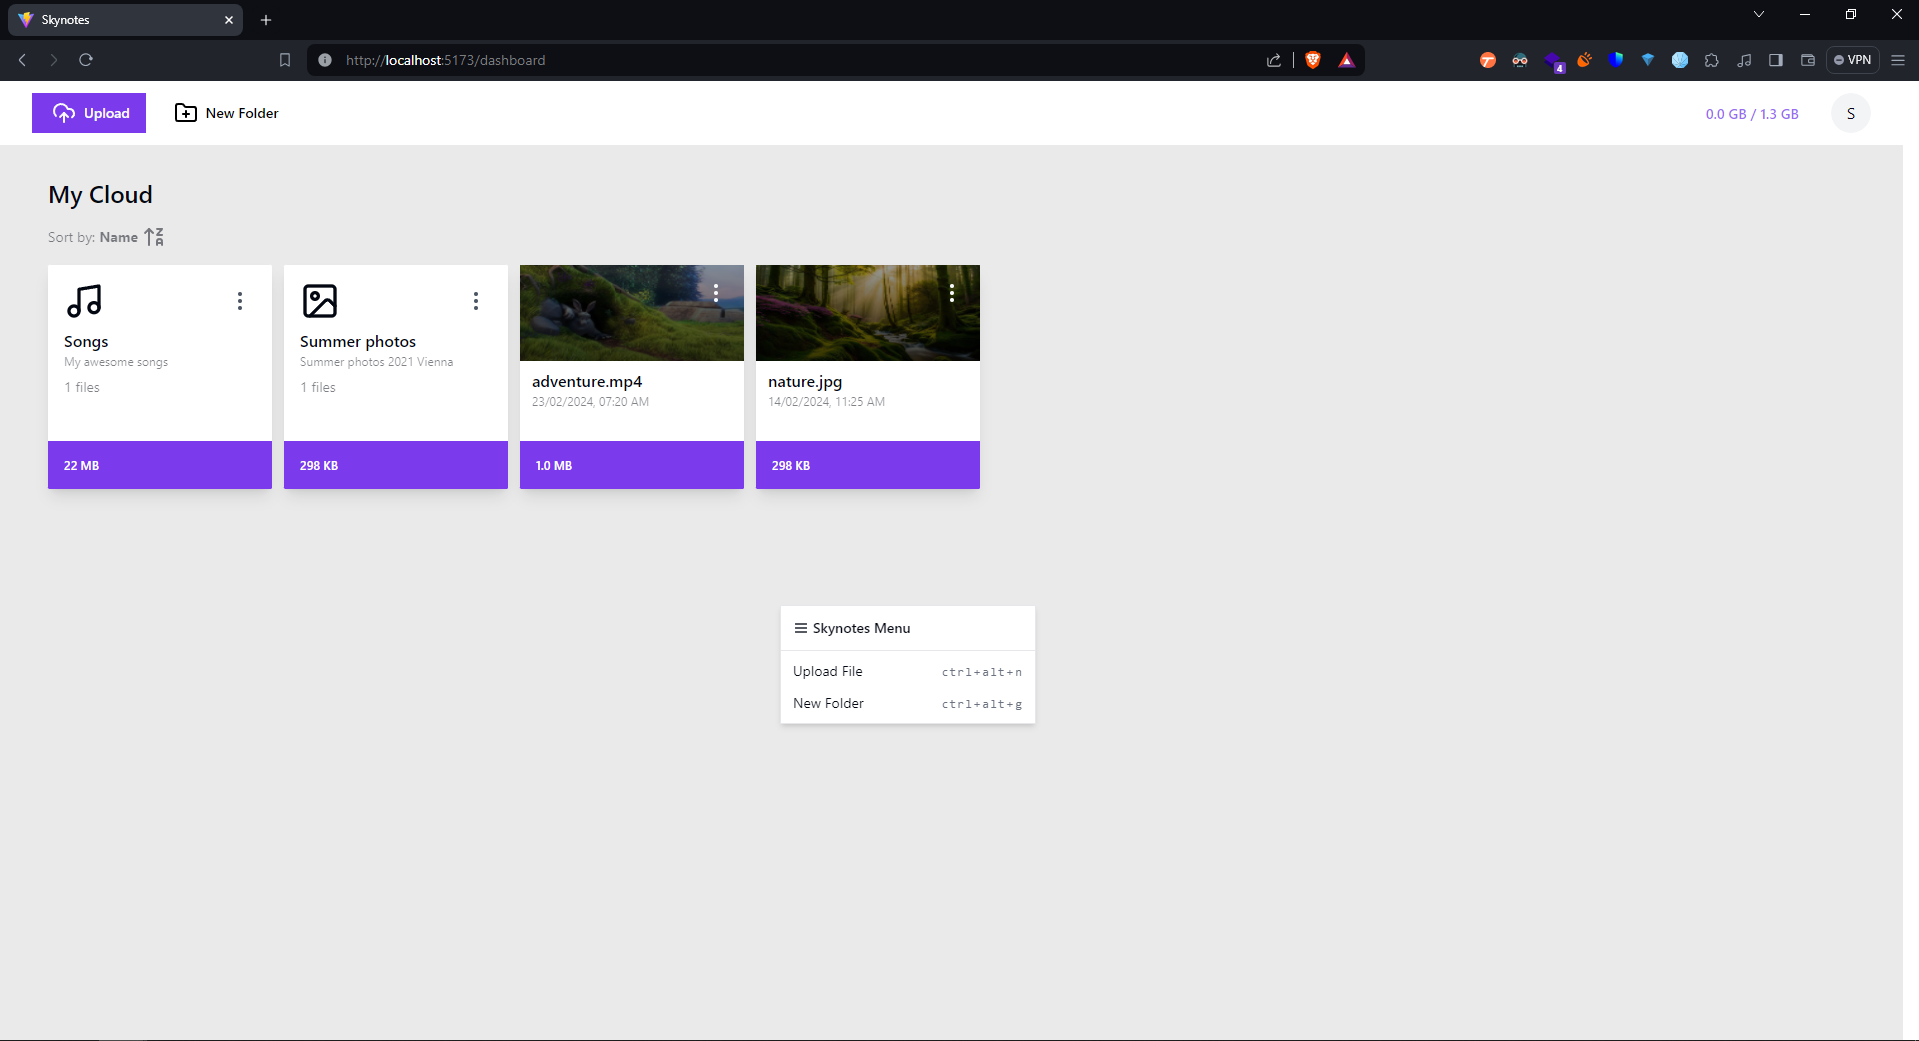 Skynotes
http://localhost:5173/dashboard
4
VPN
Upload
New Folder
0.0 GB / 1.3 GB
S
My Cloud
Sort by: Name
Songs
My awesome songs
1 files
22 MB
Summer photos
Summer photos 2021 Vienna
1 files
298 KB
adventure.mp4
23/02/2024, 07:20 AM
1.0 MB
nature.jpg
14/02/2024, 11:25 AM
298 KB
Skynotes Menu
Upload File ctrl+alt+n
New Folder ctrl+alt+g